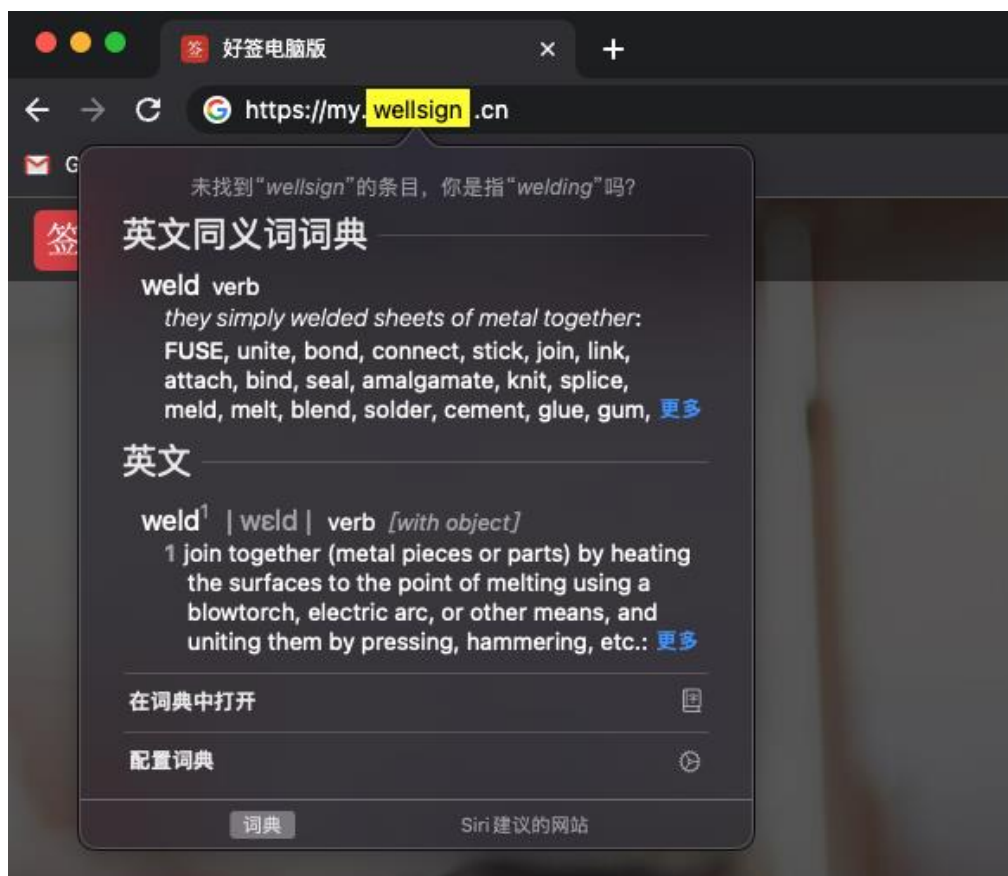 签 好签电脑版
https://my.wellsign.cn
G
签
未找到“wellsign”的条目，你是指“welding”吗?
英文同义词词典
weld verb
they simply welded sheets of metal together:
FUSE, unite, bond, connect, stick, join, link,
attach, bind, seal, amalgamate, knit, splice,
meld, melt, blend, solder, cement, glue, gum, 更多
英文
weld¹ | wɛld | verb [with object]
1 join together (metal pieces or parts) by heating
the surfaces to the point of melting using a
blowtorch, electric arc, or other means, and
uniting them by pressing, hammering, etc.: 更多
在词典中打开
配置词典
词典 Siri建议的网站